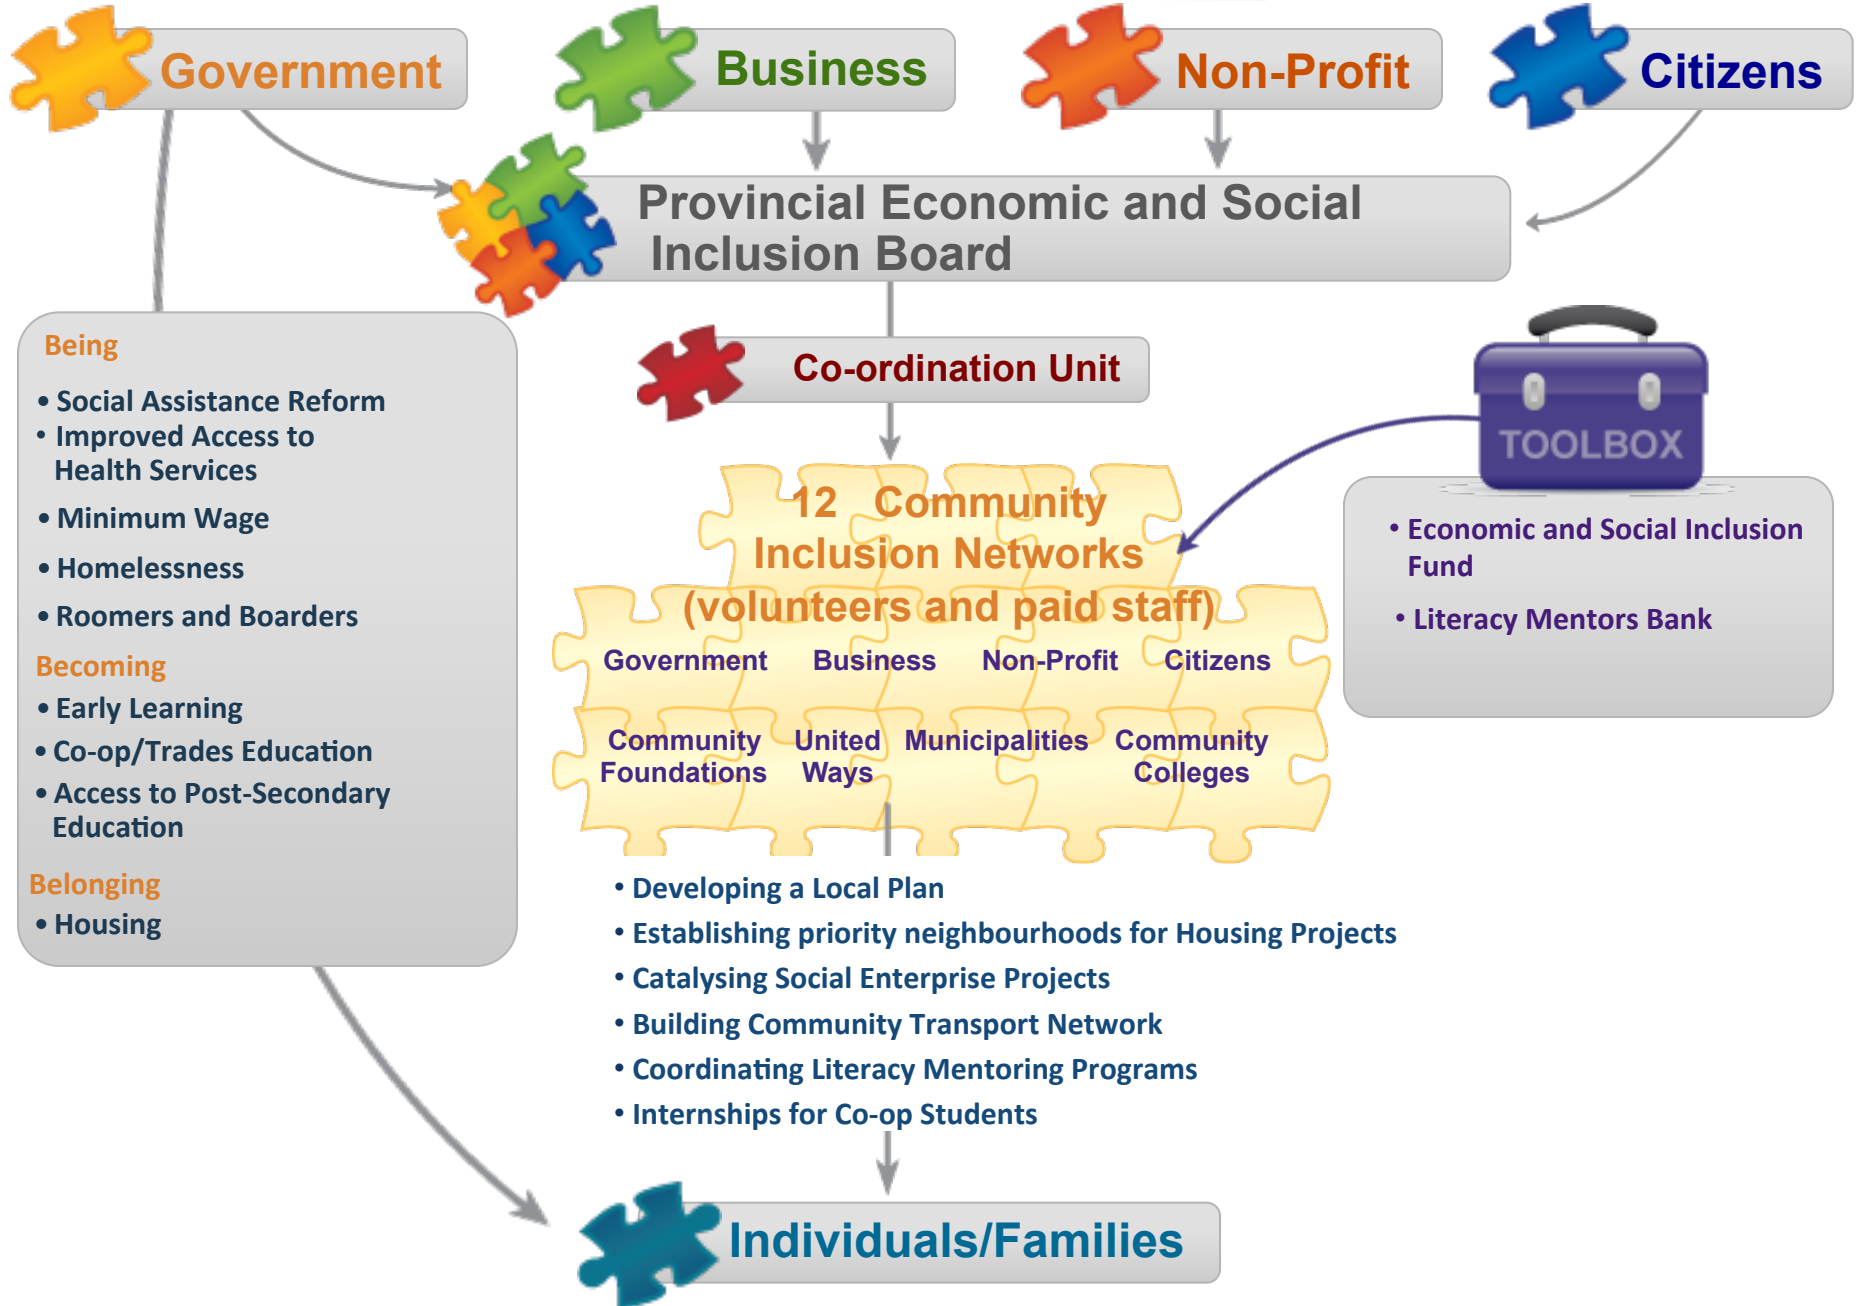 Government
Business
Non-Profit
Citizens
Provincial Economic and Social
Inclusion Board
Being
• Social Assistance Reform
• Improved Access to
Health Services
• Minimum Wage
• Homelessness
• Roomers and Boarders
Becoming
• Early Learning
• Co-op/Trades Education
• Access to Post-Secondary
Education
Belonging
• Housing
Co-ordination Unit
12 Community
Inclusion Networks
(volunteers and paid staff)
Government Business Non-Profit Citizens
Community United Municipalities Community
Foundations Ways Colleges
TOOLBOX
• Economic and Social Inclusion
Fund
• Literacy Mentors Bank
• Developing a Local Plan
• Establishing priority neighbourhoods for Housing Projects
• Catalysing Social Enterprise Projects
• Building Community Transport Network
• Coordinating Literacy Mentoring Programs
• Internships for Co-op Students
Individuals/Families